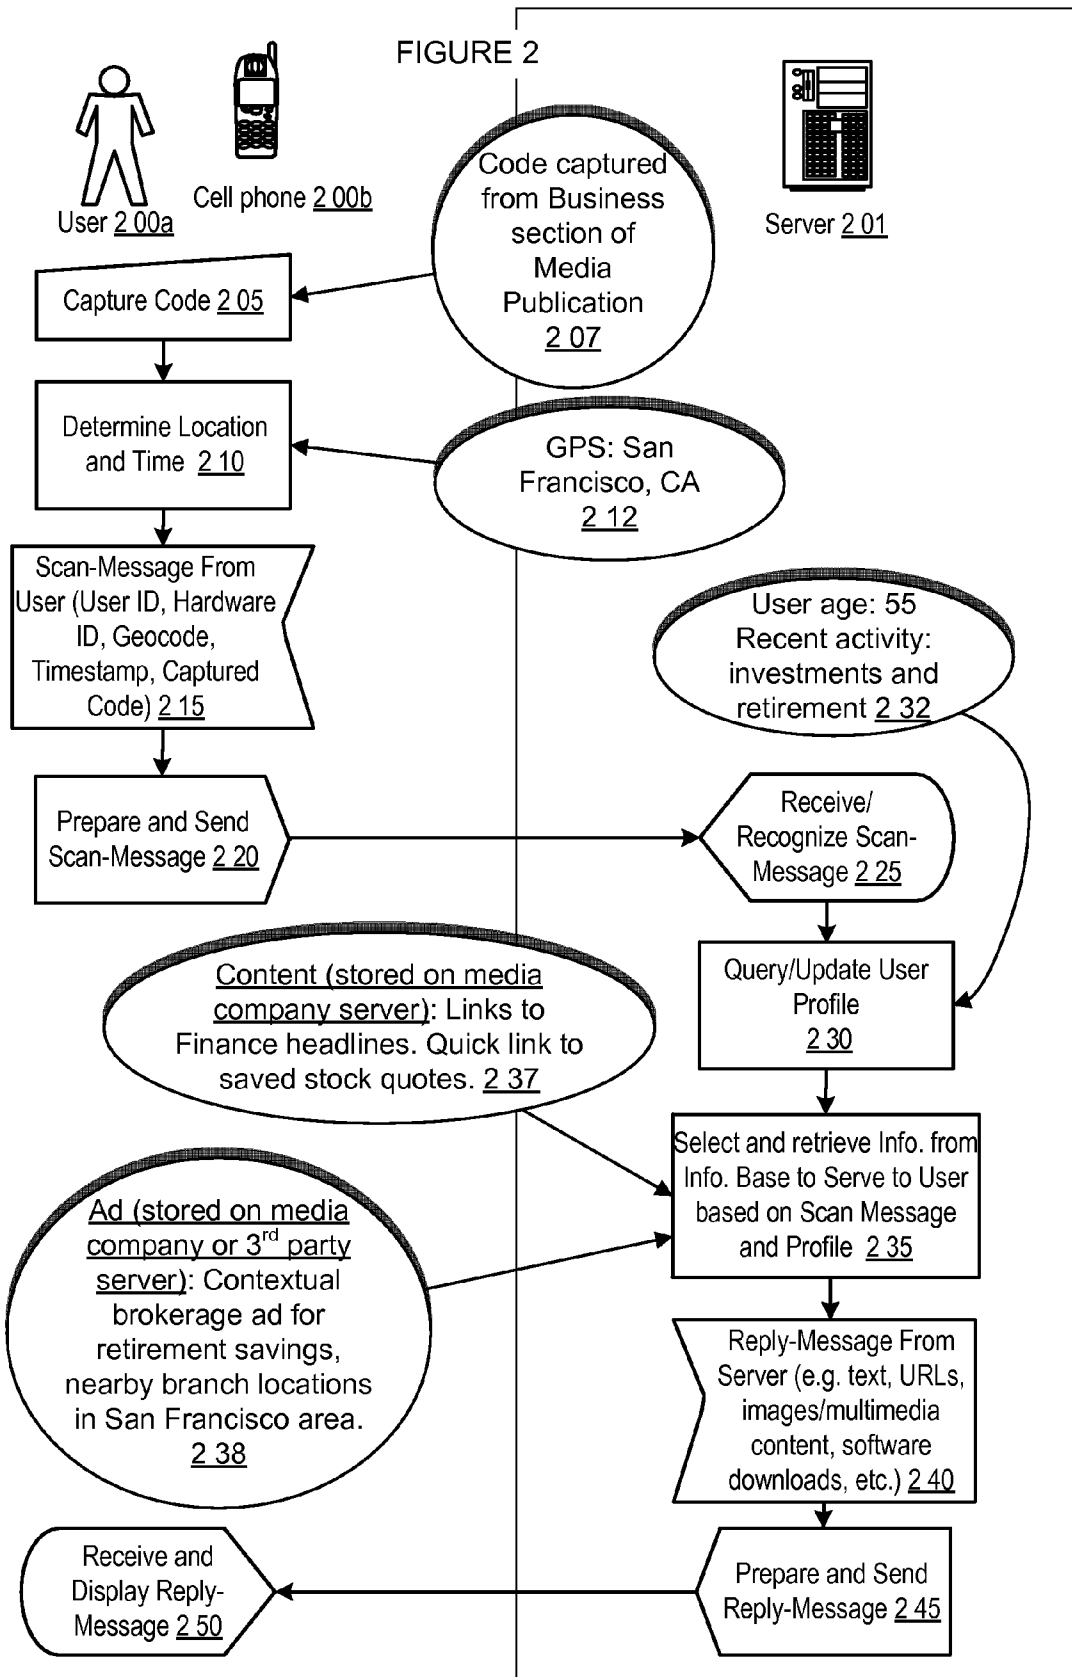 FIGURE 2
User 2 00a
Cell phone 2 00b
Server 2 01
Code captured
from Business
section of
Media
Publication
2 07
Capture Code 2 05
Determine Location
and Time 2 10
GPS: San
Francisco, CA
2 12
Scan-Message From
User (User ID, Hardware
ID, Geocode,
Timestamp, Captured
Code) 2 15
User age: 55
Recent activity:
investments and
retirement 2 32
Prepare and Send
Scan-Message 2 20
Receive/
Recognize Scan-
Message 2 25
Query/Update User
Profile
2 30
Content (stored on media
company server): Links to
Finance headlines. Quick link to
saved stock quotes. 2 37
Select and retrieve Info. from
Info. Base to Serve to User
based on Scan Message
and Profile 2 35
Ad (stored on media
company or 3rd party
server): Contextual
brokerage ad for
retirement savings,
nearby branch locations
in San Francisco area.
2 38
Reply-Message From
Server (e.g. text, URLs,
images/multimedia
content, software
downloads, etc.) 2 40
Prepare and Send
Reply-Message 2 45
Receive and
Display Reply-
Message 2 50